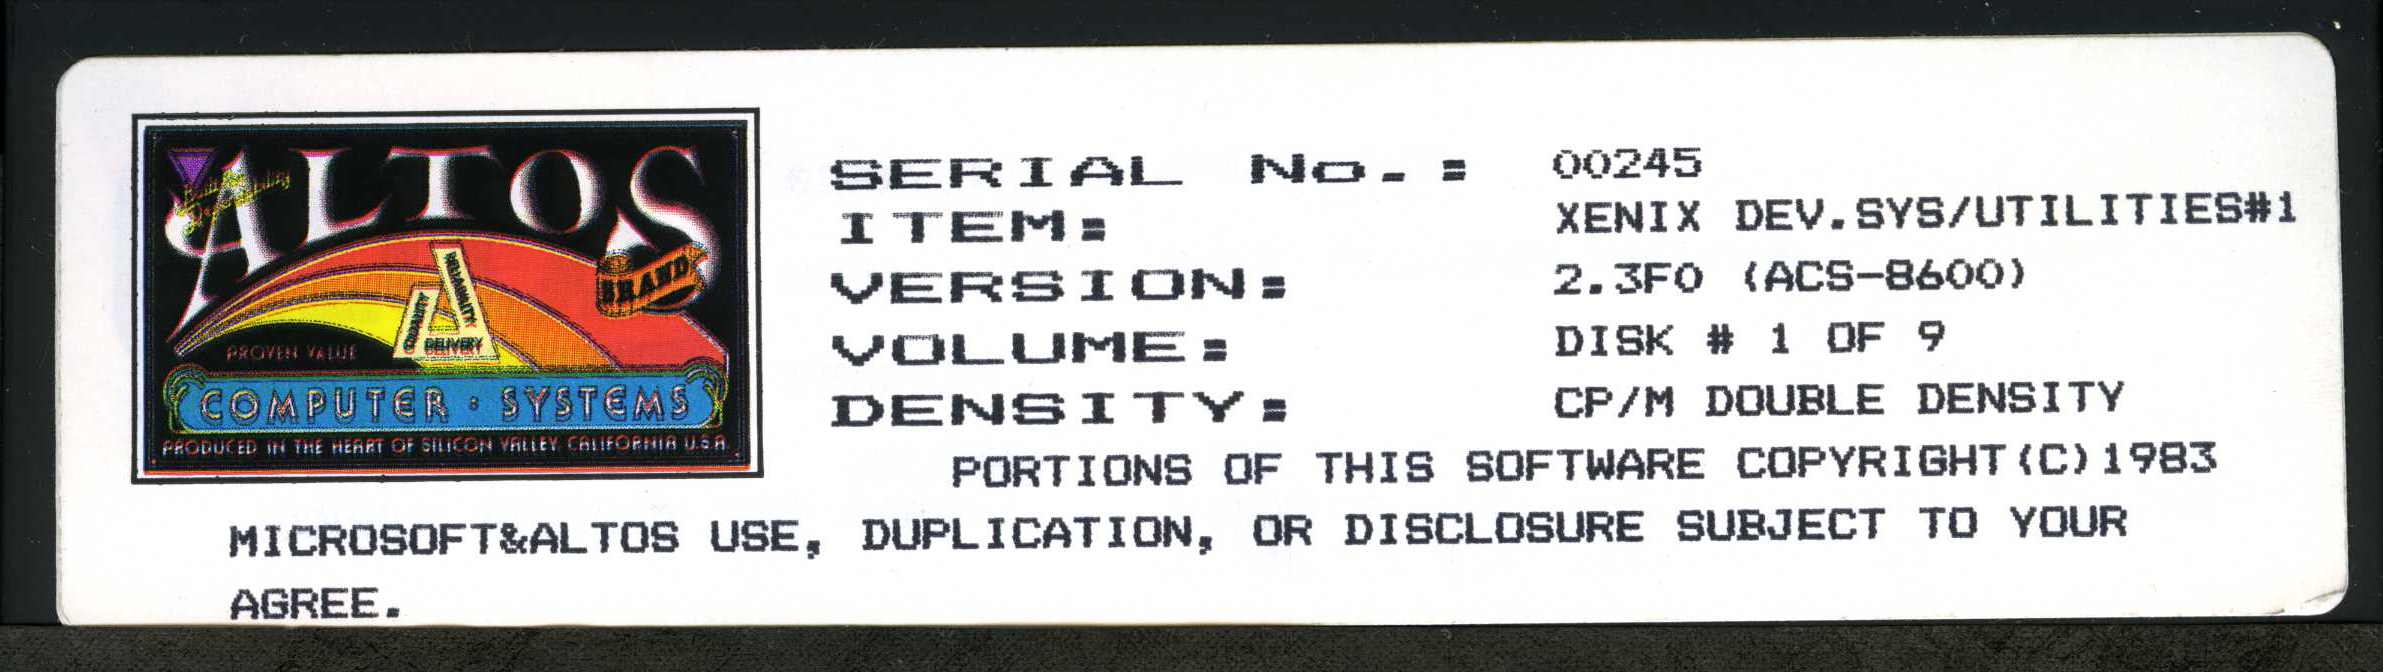 ALTOS
BRAND
QUALITY
RELIABILITY
DELIVERY
PROVEN VALUE
COMPUTER · SYSTEMS
PRODUCED IN THE HEART OF SILICON VALLEY, CALIFORNIA U.S.A.
SERIAL No.: 00245
ITEM: XENIX DEV.SYS/UTILITIES#1
VERSION: 2.3F0 (ACS-8600)
VOLUME: DISK # 1 OF 9
DENSITY: CP/M DOUBLE DENSITY
PORTIONS OF THIS SOFTWARE COPYRIGHT(C)1983
MICROSOFT&ALTOS USE, DUPLICATION, OR DISCLOSURE SUBJECT TO YOUR
AGREE.